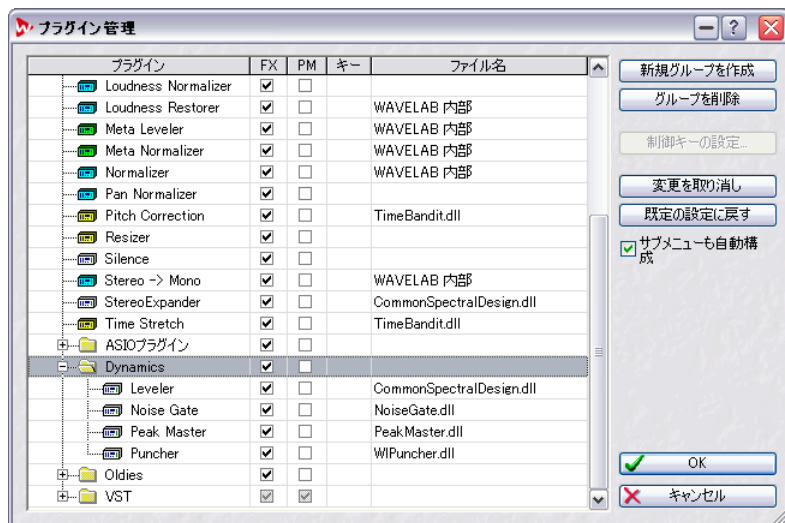 プラグイン管理
プラグイン FX PM キー ファイル名
Loudness Normalizer
Loudness Restorer WAVELAB 内部
Meta Leveler WAVELAB 内部
Meta Normalizer WAVELAB 内部
Normalizer WAVELAB 内部
Pan Normalizer
Pitch Correction TimeBandit.dll
Resizer
Silence
Stereo -> Mono WAVELAB 内部
StereoExpander CommonSpectralDesign.dll
Time Stretch TimeBandit.dll
ASIOプラグイン
Dynamics
Leveler CommonSpectralDesign.dll
Noise Gate NoiseGate.dll
Peak Master PeakMaster.dll
Puncher WlPuncher.dll
Oldies
VST
新規グループを作成
グループを削除
制御キーの設定...
変更を取り消し
既定の設定に戻す
サブメニューも自動構
成
OK
キャンセル